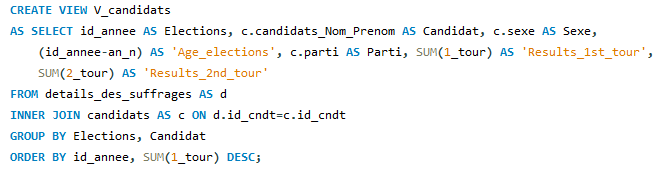 CREATE VIEW V_candidats
AS SELECT id_annee AS Elections, c.candidats_Nom_Prenom AS Candidat, c.sexe AS Sexe,
(id_annee-an_n) AS 'Age_elections', c.parti AS Parti, SUM(1_tour) AS 'Results_1st_tour',
SUM(2_tour) AS 'Results_2nd_tour'
FROM details_des_suffrages AS d
INNER JOIN candidats AS c ON d.id_cndt=c.id_cndt
GROUP BY Elections, Candidat
ORDER BY id_annee, SUM(1_tour) DESC;